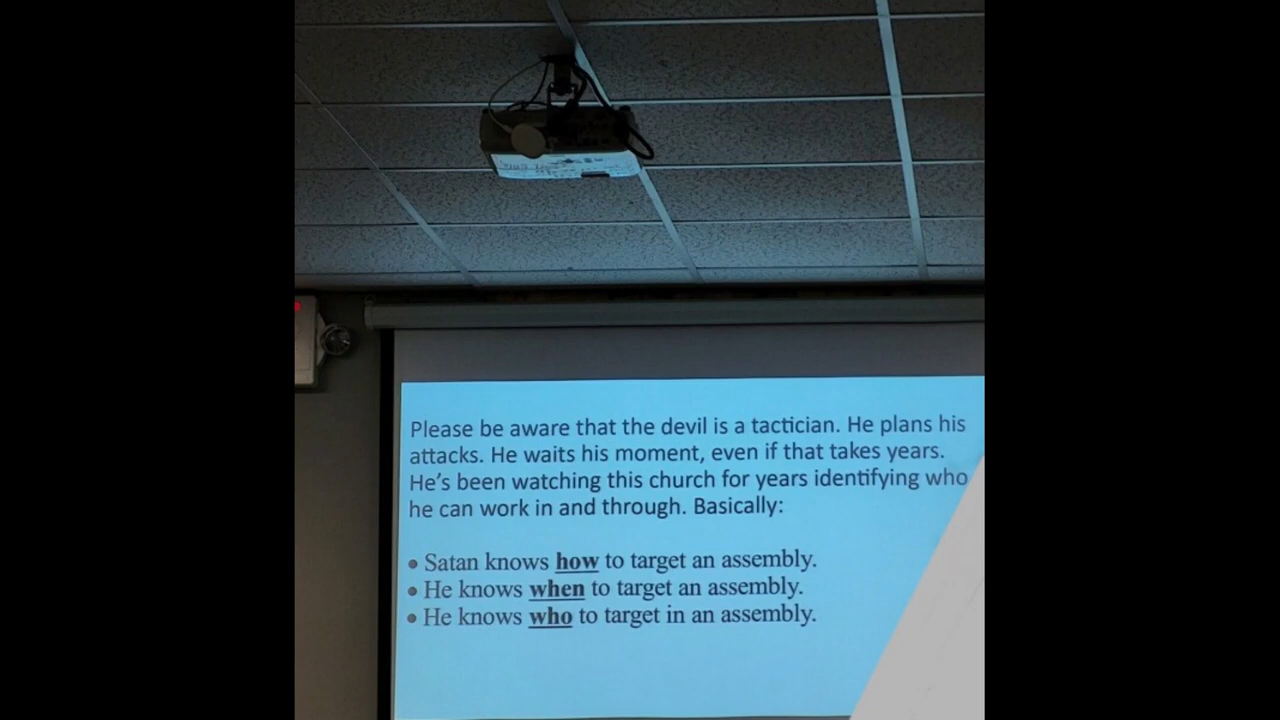 Please be aware that the devil is a tactician. He plans his
attacks. He waits his moment, even if that takes years.
He’s been watching this church for years identifying who
he can work in and through. Basically:
• Satan knows how to target an assembly.
• He knows when to target an assembly.
• He knows who to target in an assembly.